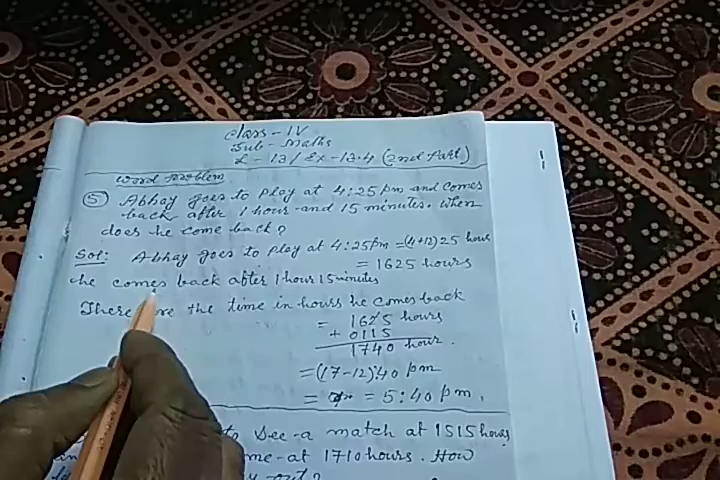 Class - IV
Sub - Maths
L - 13 / Ex - 13.4 (2nd Part)
Word Problem
5 Abhay goes to play at 4:25 pm and comes
back after 1 hour and 15 minutes. When
does he come back?
Sol: Abhay goes to play at 4:25 pm = (4+12) 25 hours
= 1625 hours
he comes back after 1 hour 15 minutes
the time in hours he comes back
= 1625 hours
+ 0115
1740 hour.
= (17-12):40 pm
= = 5:40 pm.
to see a match at 1515 hours
at 1710 hours. How
out?